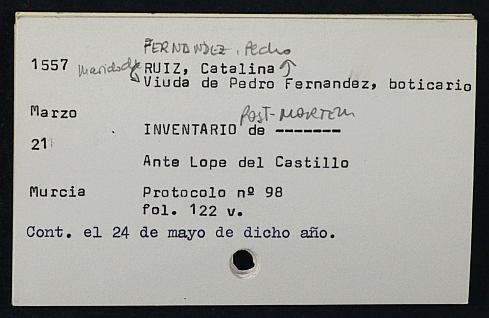 FERNANDEZ, Pedro
1557 marido de RUIZ, Catalina
Viuda de Pedro Fernandez, boticario
Marzo
POST-MORTEM
INVENTARIO de -------
21
Ante Lope del Castillo
Murcia Protocolo nº 98
fol. 122 v.
Cont. el 24 de mayo de dicho año.